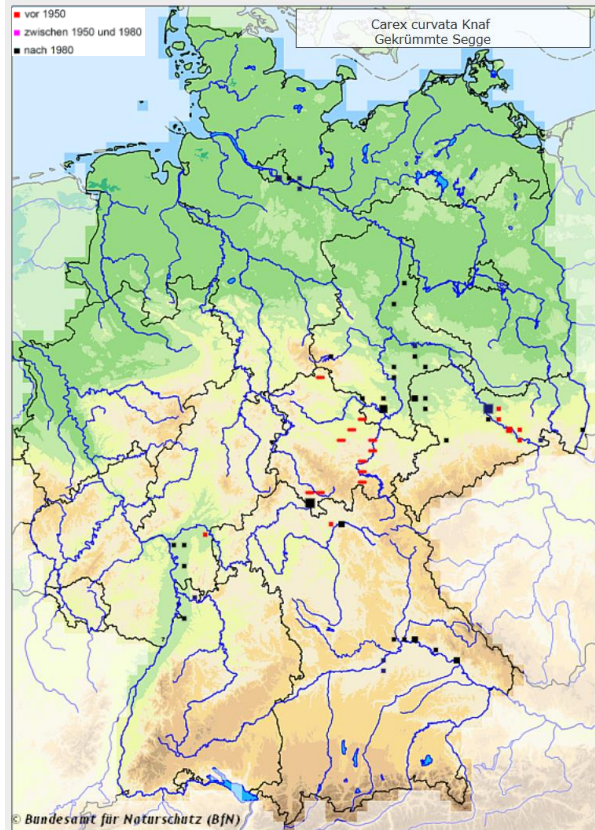 vor 1950
zwischen 1950 und 1980
nach 1980
Carex curvata Knaf
Gekrümmte Segge
?
© Bundesamt für Naturschutz (BfN)